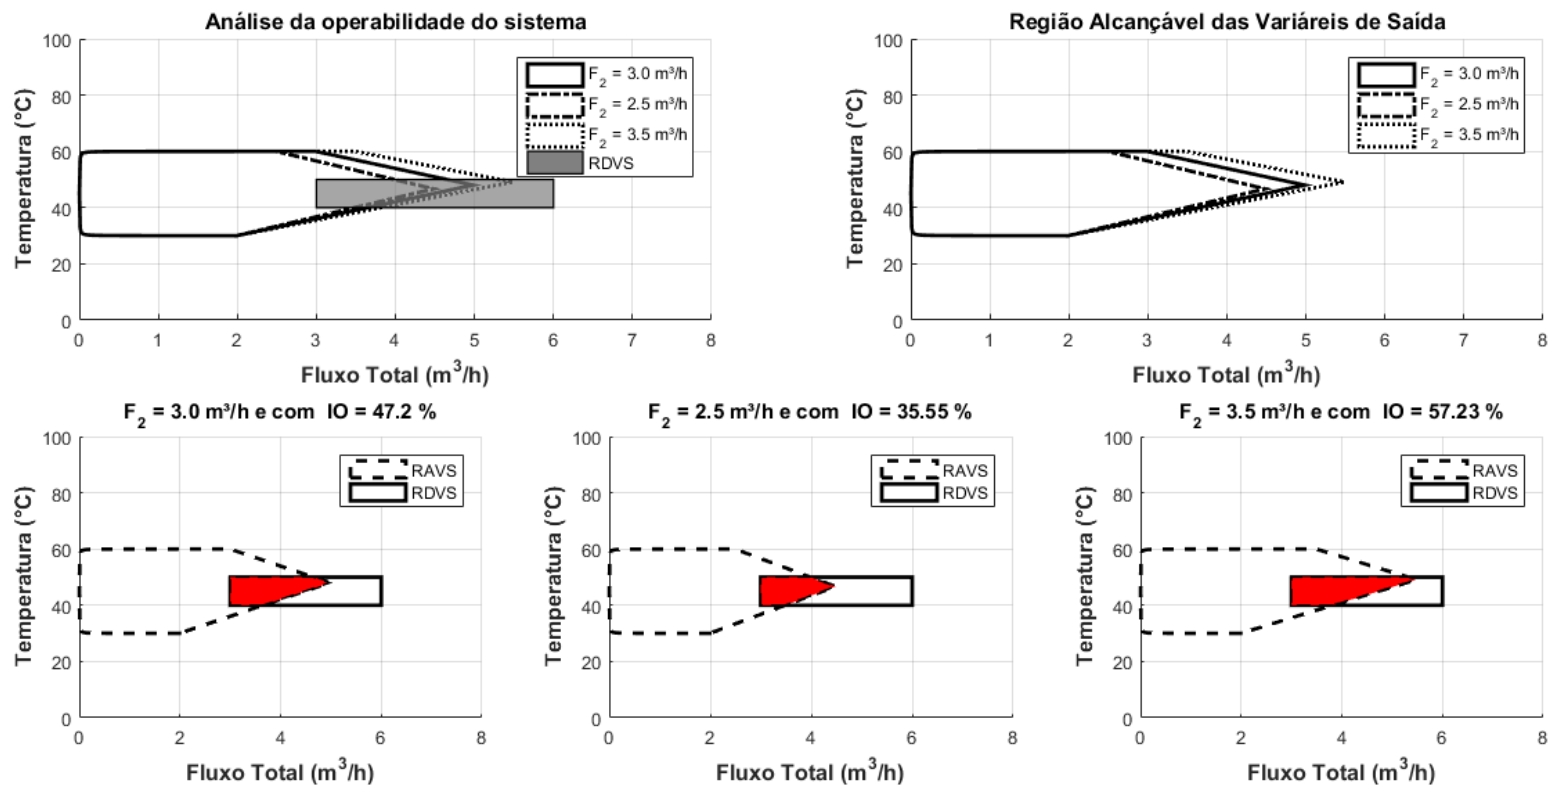 Análise da operabilidade do sistema
100
80
60
40
20
0
0 1 2 3 4 5 6 7 8
Temperatura (°C)
Fluxo Total (m³/h)
F₂ = 3.0 m³/h
F₂ = 2.5 m³/h
F₂ = 3.5 m³/h
RDVS
Região Alcançável das Variáreis de Saída
100
80
60
40
20
0
0 1 2 3 4 5 6 7 8
Temperatura (°C)
Fluxo Total (m³/h)
F₂ = 3.0 m³/h
F₂ = 2.5 m³/h
F₂ = 3.5 m³/h
F₂ = 3.0 m³/h e com IO = 47.2 %
100
80
60
40
20
0
0 2 4 6 8
Temperatura (°C)
Fluxo Total (m³/h)
RAVS
RDVS
F₂ = 2.5 m³/h e com IO = 35.55 %
100
80
60
40
20
0
0 2 4 6 8
Temperatura (°C)
Fluxo Total (m³/h)
RAVS
RDVS
F₂ = 3.5 m³/h e com IO = 57.23 %
100
80
60
40
20
0
0 2 4 6 8
Temperatura (°C)
Fluxo Total (m³/h)
RAVS
RDVS